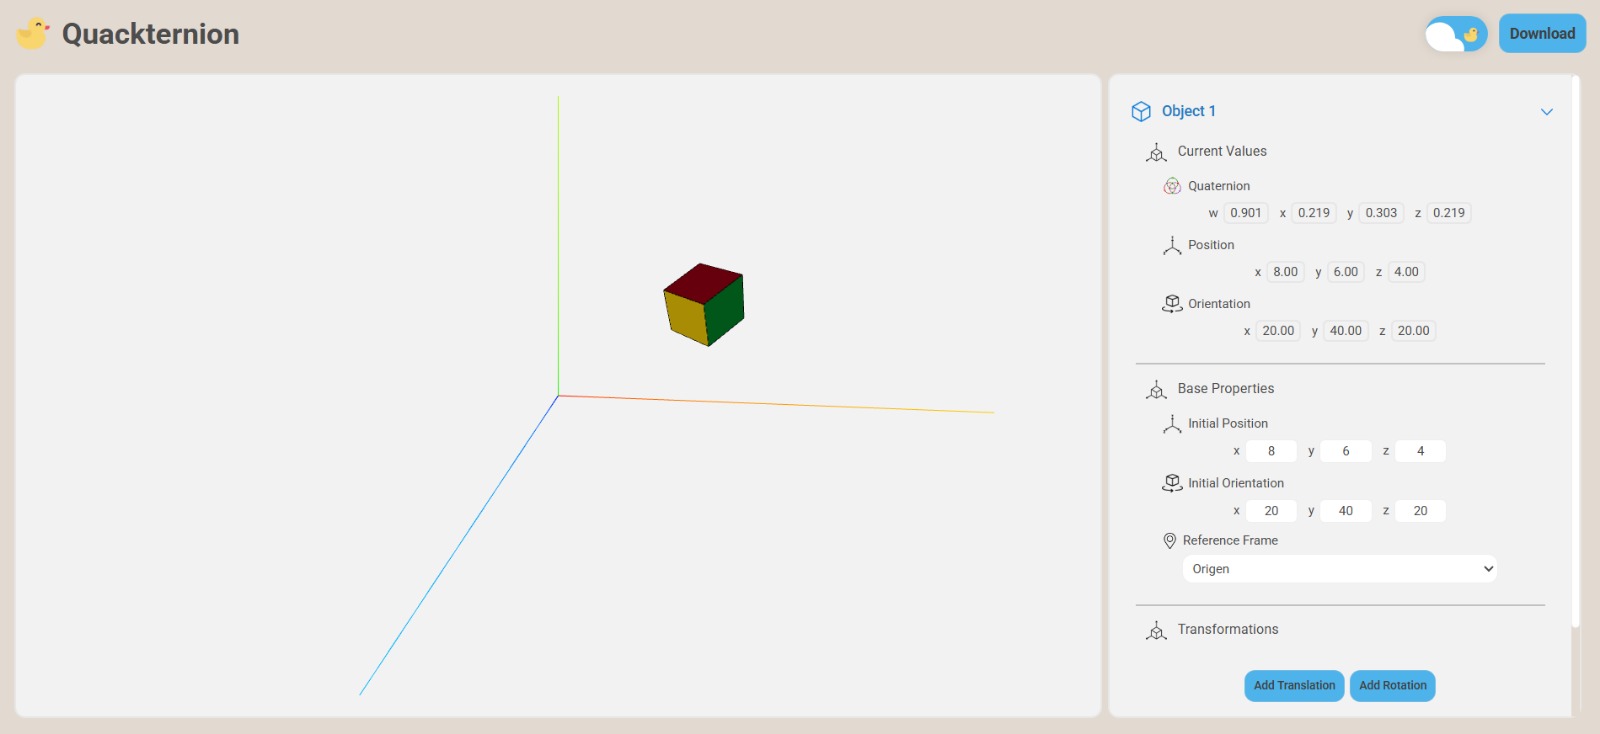 Quackternion
Download
Object 1
Current Values
Quaternion
w 0.901 x 0.219 y 0.303 z 0.219
Position
x 8.00 y 6.00 z 4.00
Orientation
x 20.00 y 40.00 z 20.00
Base Properties
Initial Position
x 8 y 6 z 4
Initial Orientation
x 20 y 40 z 20
Reference Frame
Origen
Transformations
Add Translation Add Rotation